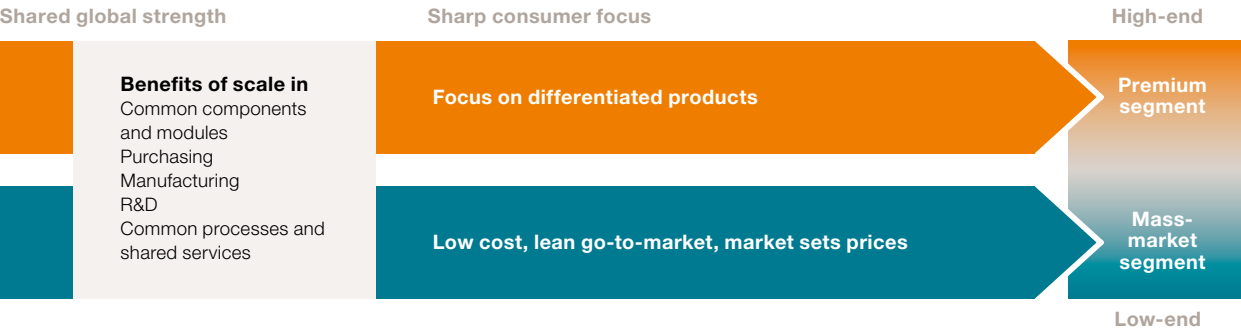 Shared global strength
Sharp consumer focus
High-end
Benefits of scale in
Common components
and modules
Purchasing
Manufacturing
R&D
Common processes and
shared services
Focus on differentiated products
Premium
segment
Low cost, lean go-to-market, market sets prices
Mass-
market
segment
Low-end